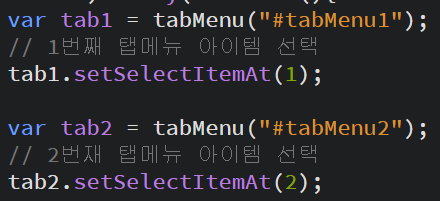 var tab1 = tabMenu("#tabMenu1");
// 1번째 탭메뉴 아이템 선택
tab1.setSelectItemAt(1);
var tab2 = tabMenu("#tabMenu2");
// 2번재 탭메뉴 아이템 선택
tab2.setSelectItemAt(2);